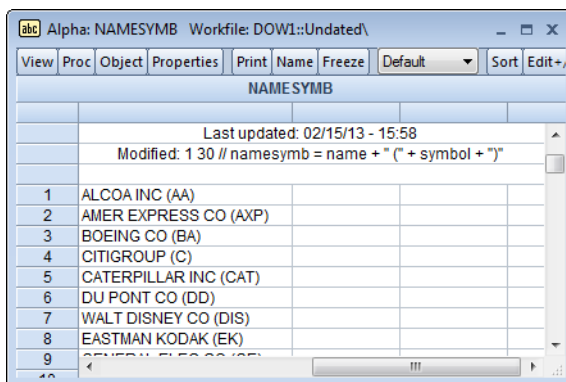 Alpha: NAMESYMB Workfile: DOW1::Undated\
View Proc Object Properties Print Name Freeze Default Sort Edit+/
NAMESYMB
Last updated: 02/15/13 - 15:58
Modified: 1 30 // namesymb = name + " (" + symbol + ")"
1 ALCOA INC (AA)
2 AMER EXPRESS CO (AXP)
3 BOEING CO (BA)
4 CITIGROUP (C)
5 CATERPILLAR INC (CAT)
6 DU PONT CO (DD)
7 WALT DISNEY CO (DIS)
8 EASTMAN KODAK (EK)
9